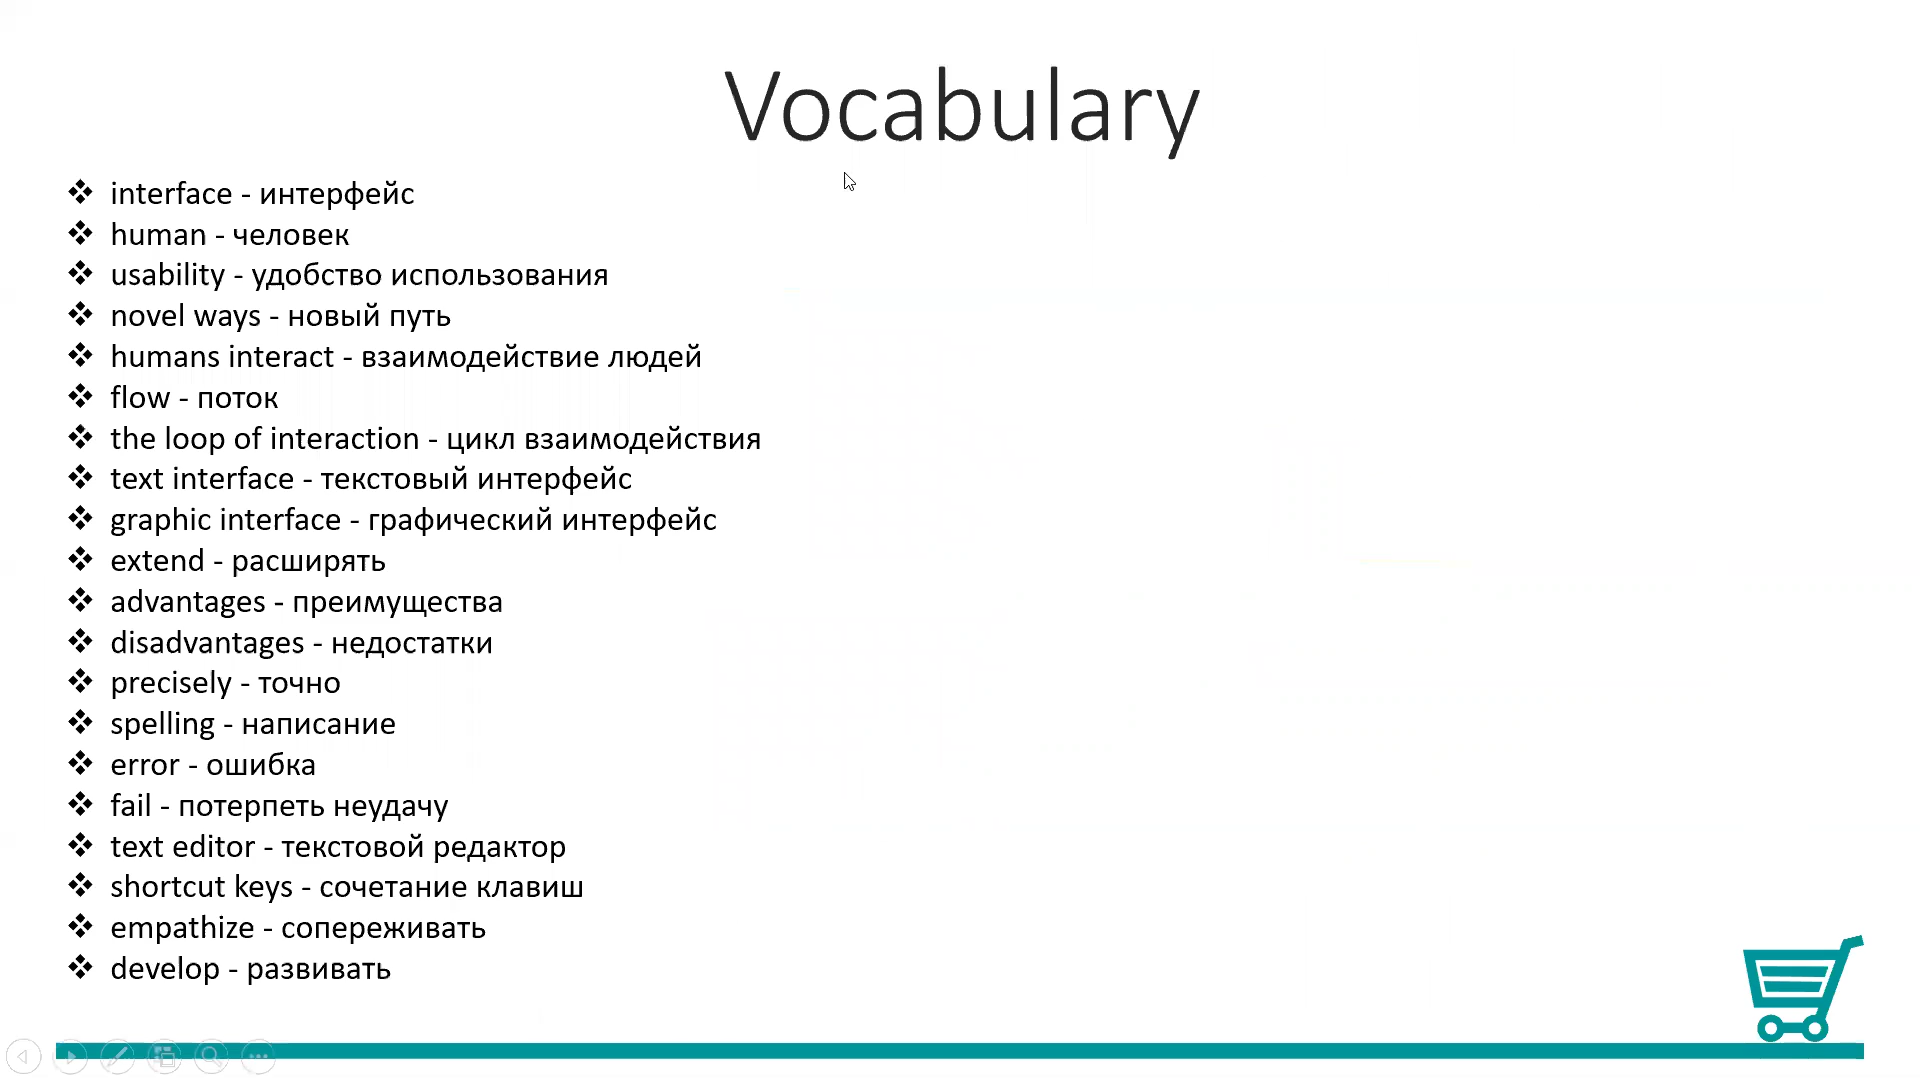 Vocabulary
❖ interface - интерфейс
❖ human - человек
❖ usability - удобство использования
❖ novel ways - новый путь
❖ humans interact - взаимодействие людей
❖ flow - поток
❖ the loop of interaction - цикл взаимодействия
❖ text interface - текстовый интерфейс
❖ graphic interface - графический интерфейс
❖ extend - расширять
❖ advantages - преимущества
❖ disadvantages - недостатки
❖ precisely - точно
❖ spelling - написание
❖ error - ошибка
❖ fail - потерпеть неудачу
❖ text editor - текстовой редактор
❖ shortcut keys - сочетание клавиш
❖ empathize - сопереживать
❖ develop - развивать